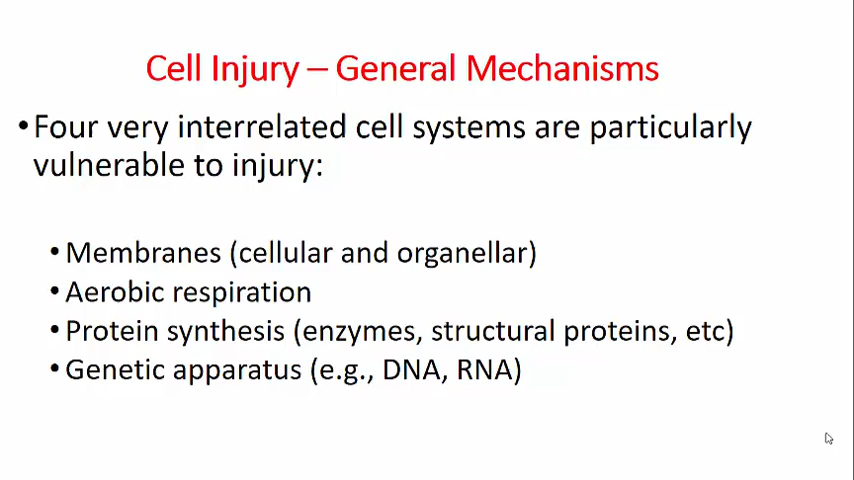 Cell Injury – General Mechanisms
•Four very interrelated cell systems are particularly
vulnerable to injury:
•Membranes (cellular and organellar)
•Aerobic respiration
•Protein synthesis (enzymes, structural proteins, etc)
•Genetic apparatus (e.g., DNA, RNA)